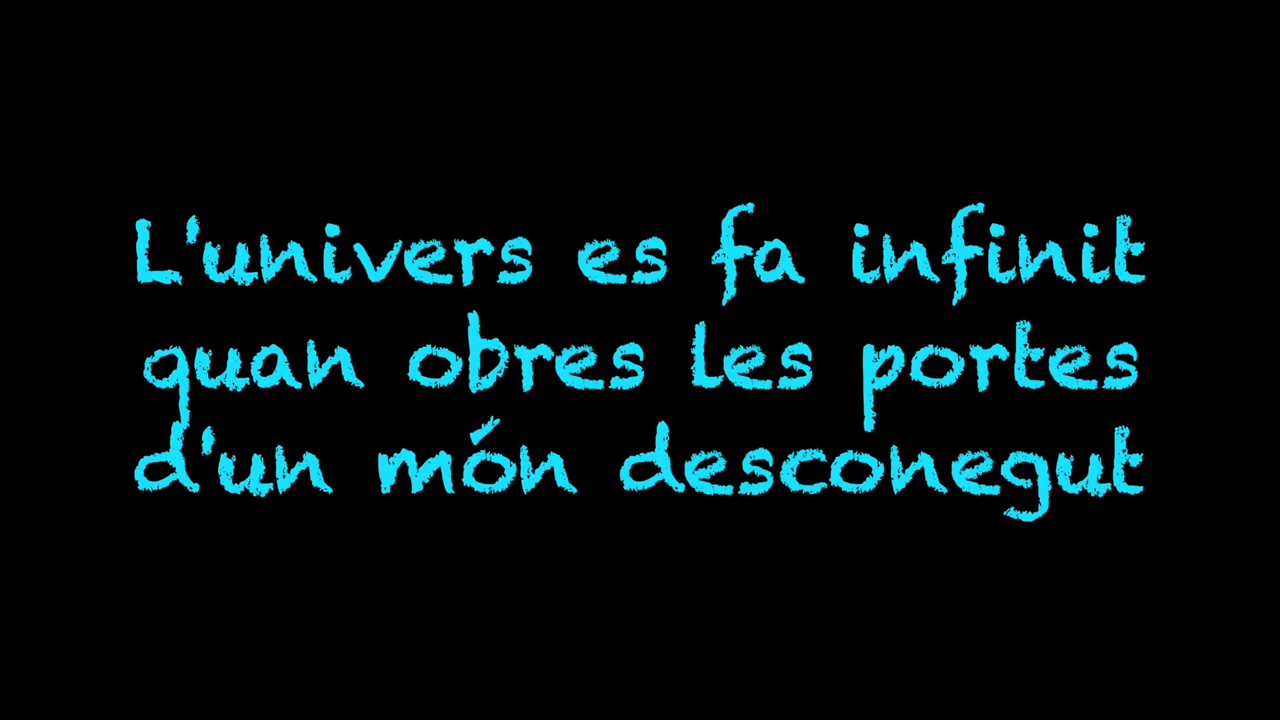 L'univers es fa infinit
quan obres les portes
d'un món desconegut